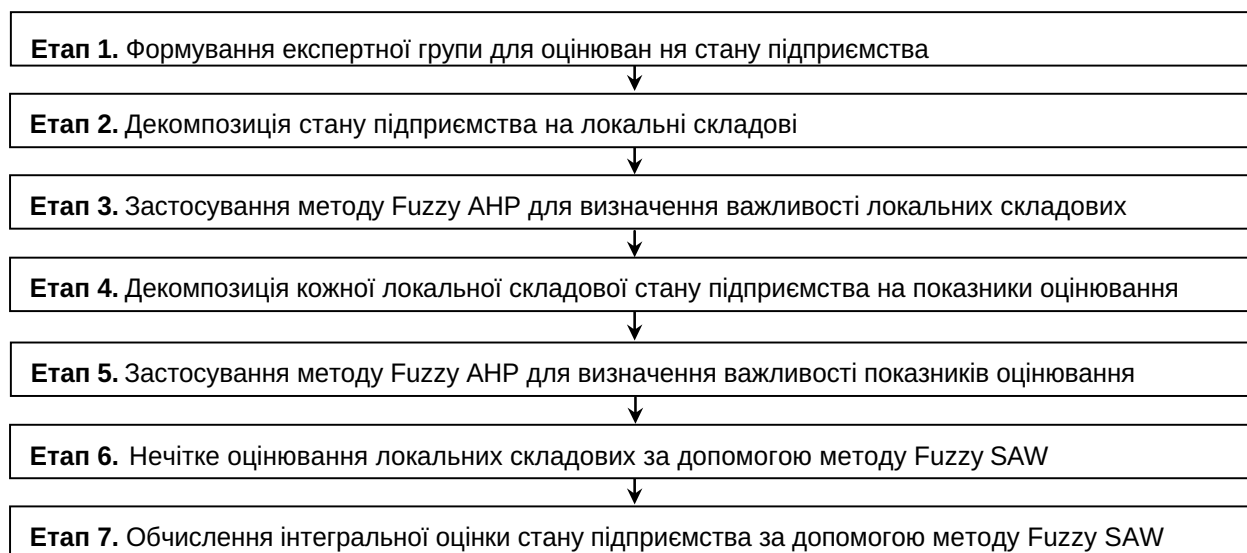 Етап 1. Формування експертної групи для оцінюван ня стану підприємства
Етап 2. Декомпозиція стану підприємства на локальні складові
Етап 3. Застосування методу Fuzzy AHP для визначення важливості локальних складових
Етап 4. Декомпозиція кожної локальної складової стану підприємства на показники оцінювання
Етап 5. Застосування методу Fuzzy AHP для визначення важливості показників оцінювання
Етап 6. Нечітке оцінювання локальних складових за допомогою методу Fuzzy SAW
Етап 7. Обчислення інтегральної оцінки стану підприємства за допомогою методу Fuzzy SAW